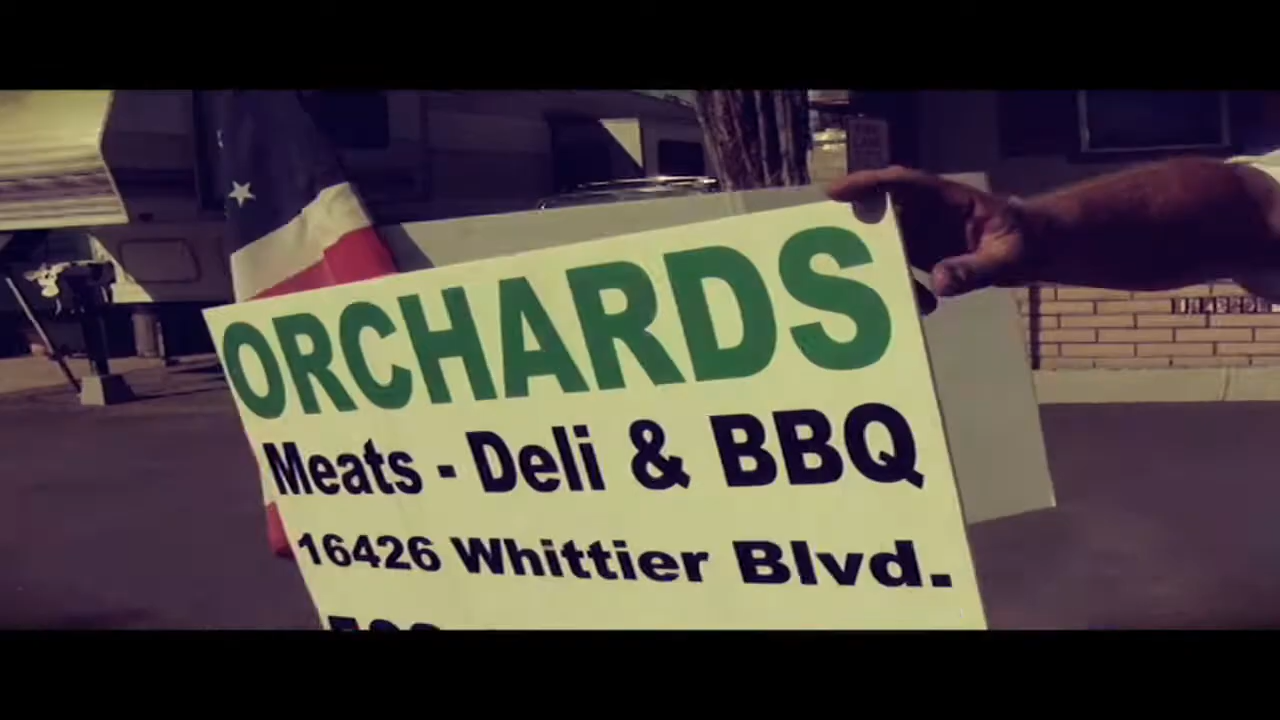 ORCHARDS
Meats - Deli & BBQ
16426 Whittier Blvd.